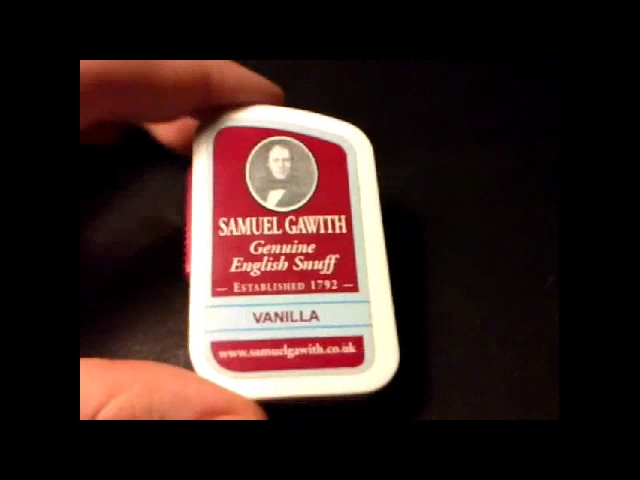 SAMUEL GAWITH
Genuine
English Snuff
– ESTABLISHED 1792 –
VANILLA
www.samuelgawith.co.uk